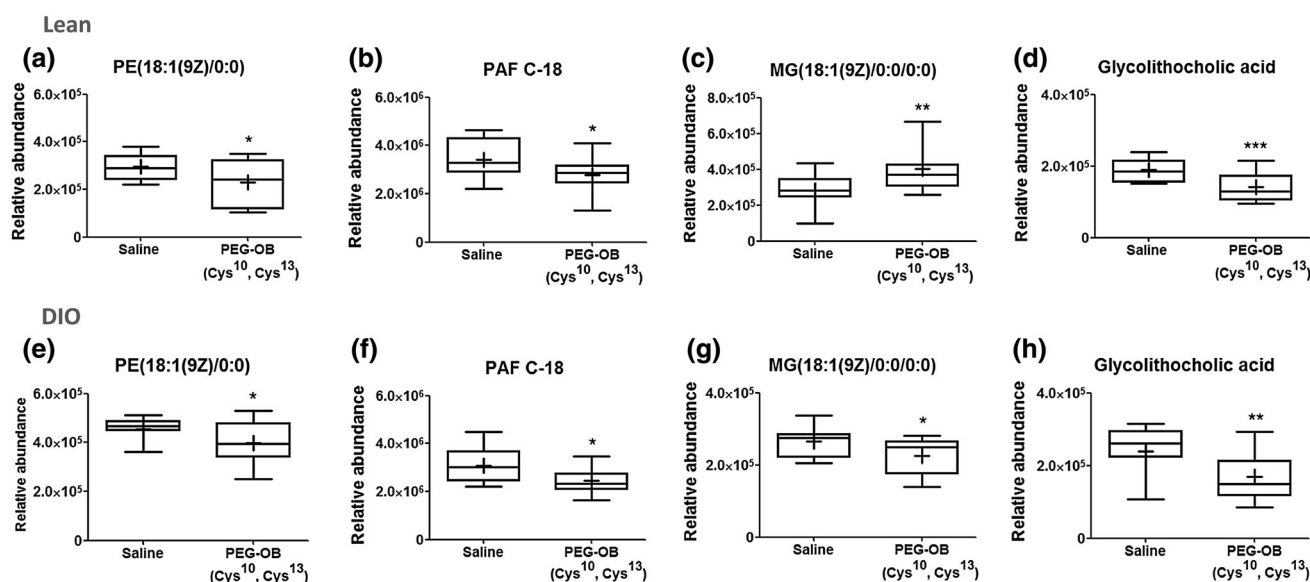 Lean
(a) PE(18:1(9Z)/0:0)
Relative abundance
6.0×10⁵
4.0×10⁵
2.0×10⁵
0
*
Saline PEG-OB
(Cys¹⁰, Cys¹³)
(b) PAF C-18
Relative abundance
6.0×10⁶
4.0×10⁶
2.0×10⁶
0
*
Saline PEG-OB
(Cys¹⁰, Cys¹³)
(c) MG(18:1(9Z)/0:0/0:0)
Relative abundance
8.0×10⁵
6.0×10⁵
4.0×10⁵
2.0×10⁵
0
**
Saline PEG-OB
(Cys¹⁰, Cys¹³)
(d) Glycolithocholic acid
Relative abundance
4.0×10⁵
2.0×10⁵
0
***
Saline PEG-OB
(Cys¹⁰, Cys¹³)
DIO
(e) PE(18:1(9Z)/0:0)
Relative abundance
6.0×10⁵
4.0×10⁵
2.0×10⁵
0
*
Saline PEG-OB
(Cys¹⁰, Cys¹³)
(f) PAF C-18
Relative abundance
6.0×10⁶
4.0×10⁶
2.0×10⁶
0
*
Saline PEG-OB
(Cys¹⁰, Cys¹³)
(g) MG(18:1(9Z)/0:0/0:0)
Relative abundance
4.0×10⁵
2.0×10⁵
0
*
Saline PEG-OB
(Cys¹⁰, Cys¹³)
(h) Glycolithocholic acid
Relative abundance
4.0×10⁵
2.0×10⁵
0
**
Saline PEG-OB
(Cys¹⁰, Cys¹³)